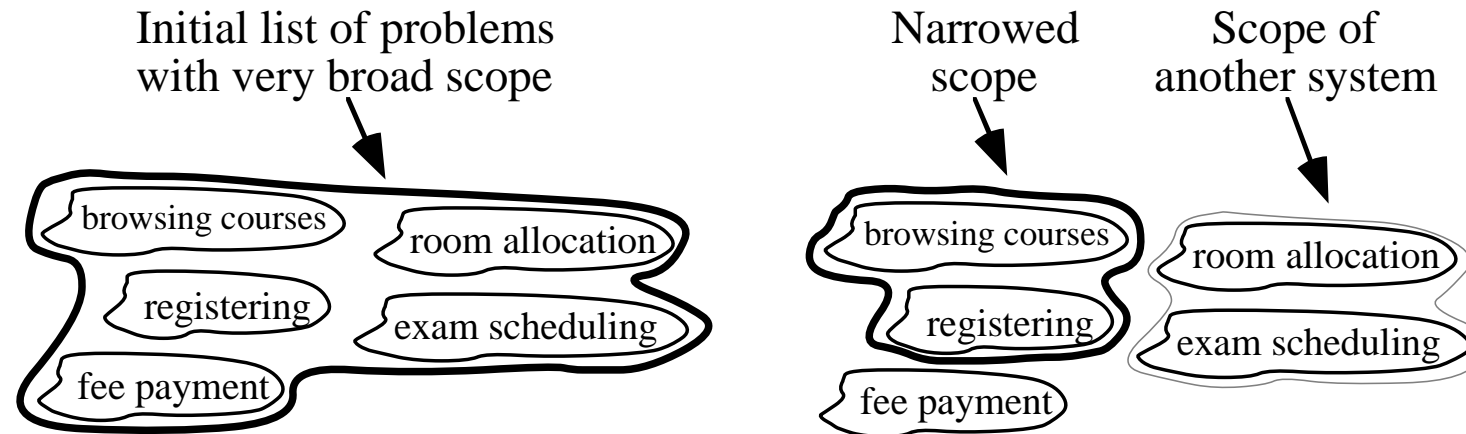 Initial list of problems
with very broad scope
browsing courses
room allocation
registering
exam scheduling
fee payment
Narrowed
scope
Scope of
another system
browsing courses
room allocation
registering
exam scheduling
fee payment